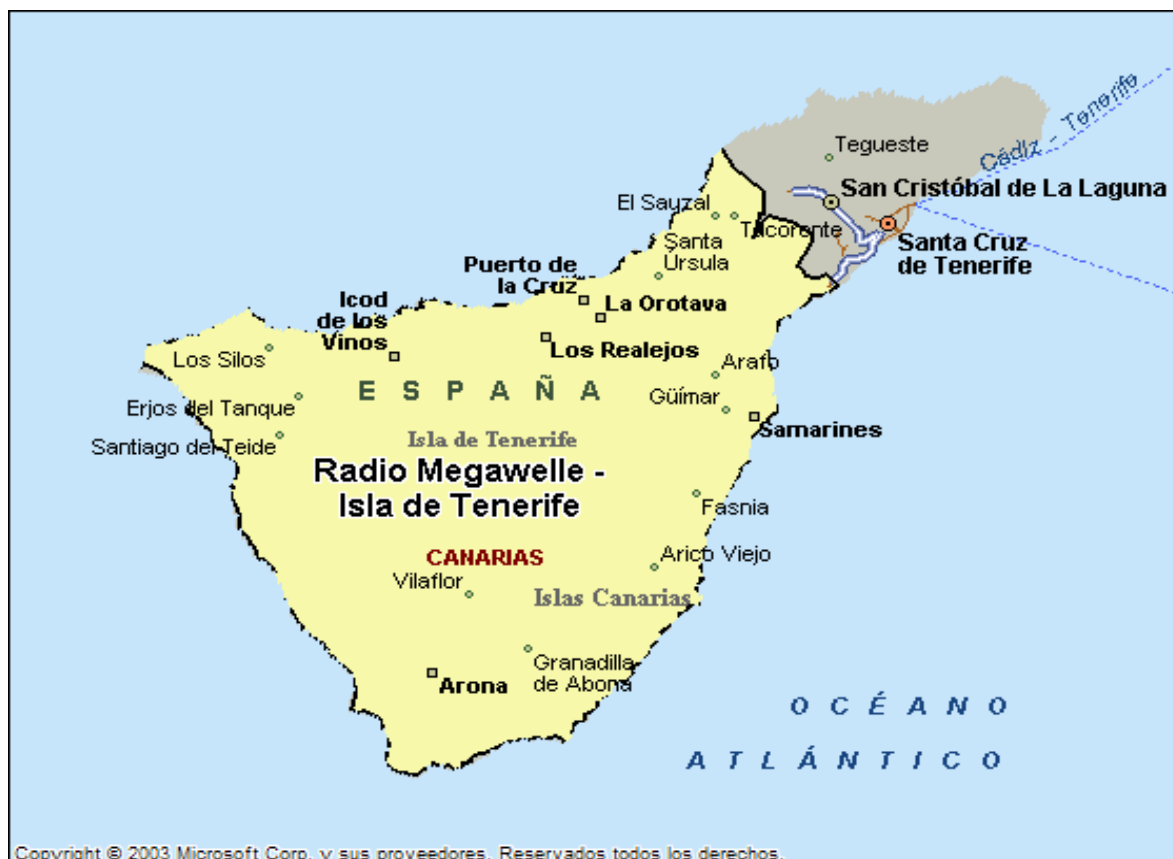 Cádiz - Tenerife
Tegueste
San Cristóbal de La Laguna
El Sauzal
Tacoronte
Santa
Úrsula
Santa Cruz
de Tenerife
Puerto de
la Cruz
La Orotava
Icod
de los
Vinos
Los Realejos
Los Silos
Arafo
ESPAÑA
Erjos del Tanque
Güímar
Samarines
Santiago del Teide
Isla de Tenerife
Radio Megawelle -
Isla de Tenerife
Fasnia
CANARIAS
Arico Viejo
Vilaflor
Islas Canarias
Granadilla
de Abona
Arona
OCÉANO
ATLÁNTICO
Copyright © 2003 Microsoft Corp. y sus proveedores. Reservados todos los derechos.